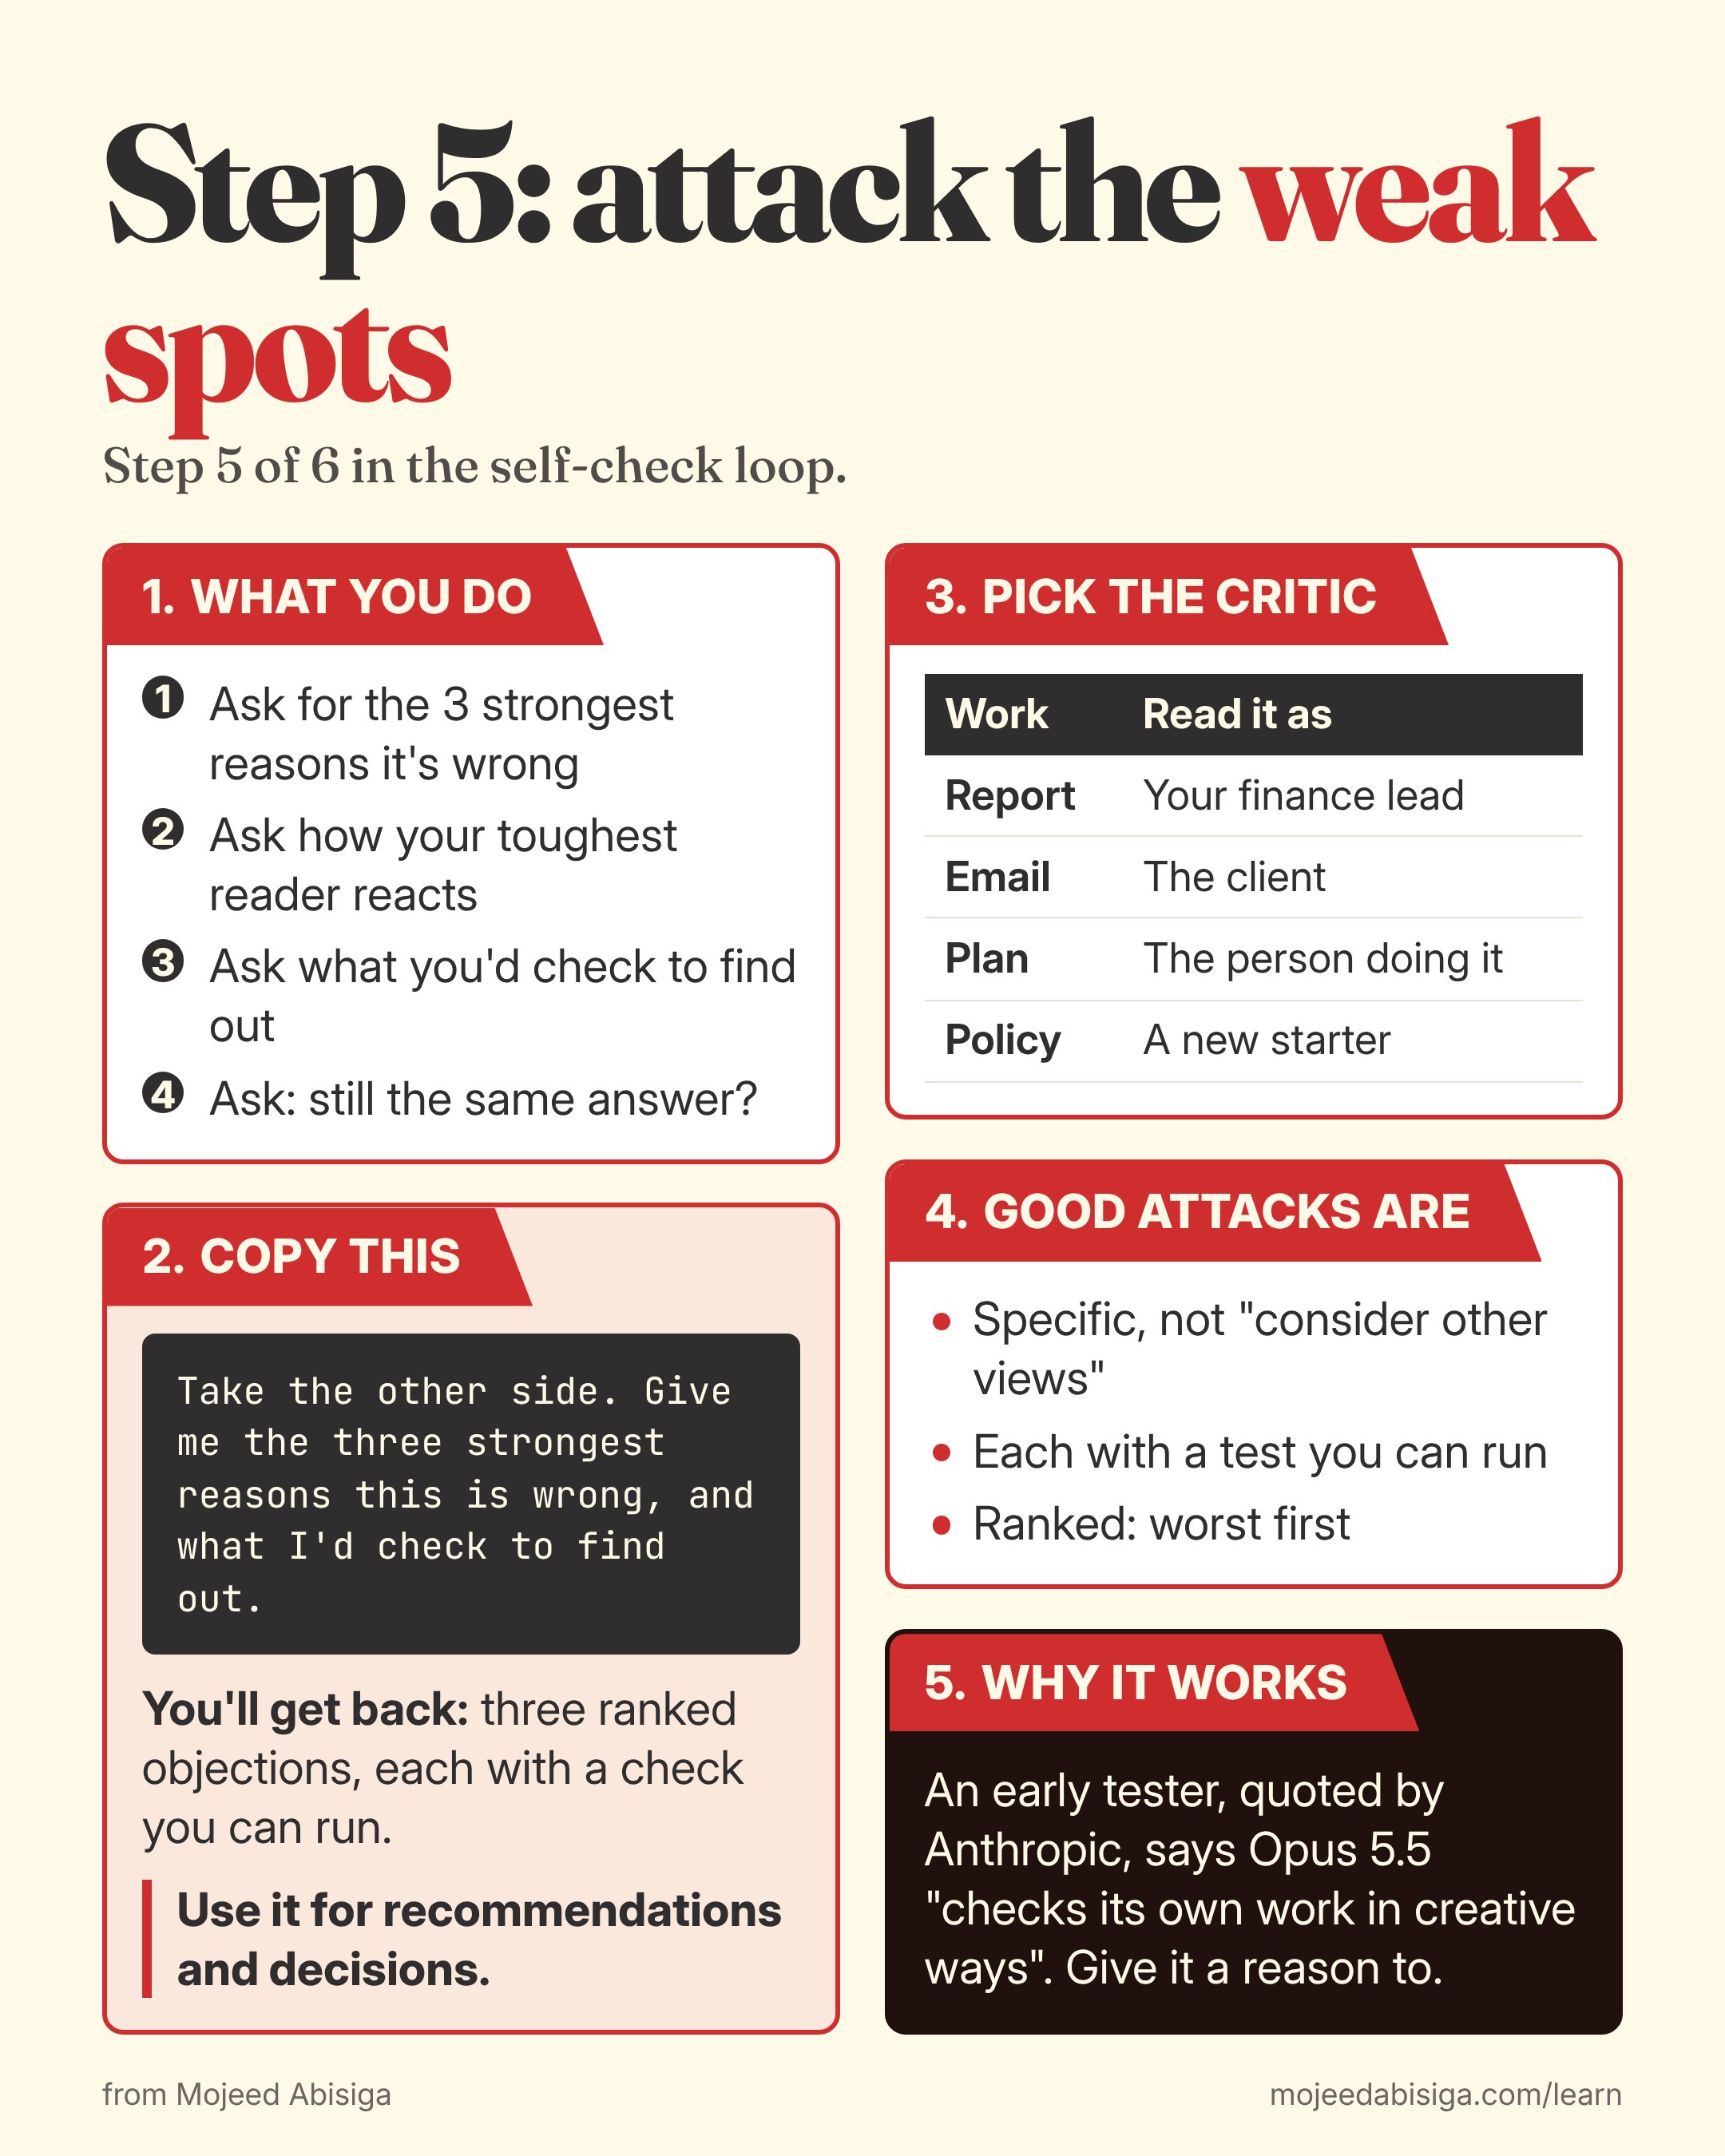 Step 5: attack the weak
spots
Step 5 of 6 in the self-check loop.
1. WHAT YOU DO
1 Ask for the 3 strongest
reasons it's wrong
2 Ask how your toughest
reader reacts
3 Ask what you'd check to find
out
4 Ask: still the same answer?
2. COPY THIS
Take the other side. Give
me the three strongest
reasons this is wrong, and
what I'd check to find
out.
You'll get back: three ranked
objections, each with a check
you can run.
Use it for recommendations
and decisions.
3. PICK THE CRITIC
Work Read it as
Report Your finance lead
Email The client
Plan The person doing it
Policy A new starter
4. GOOD ATTACKS ARE
• Specific, not "consider other
views"
• Each with a test you can run
• Ranked: worst first
5. WHY IT WORKS
An early tester, quoted by
Anthropic, says Opus 5.5
"checks its own work in creative
ways". Give it a reason to.
from Mojeed Abisiga
mojeedabisiga.com/learn